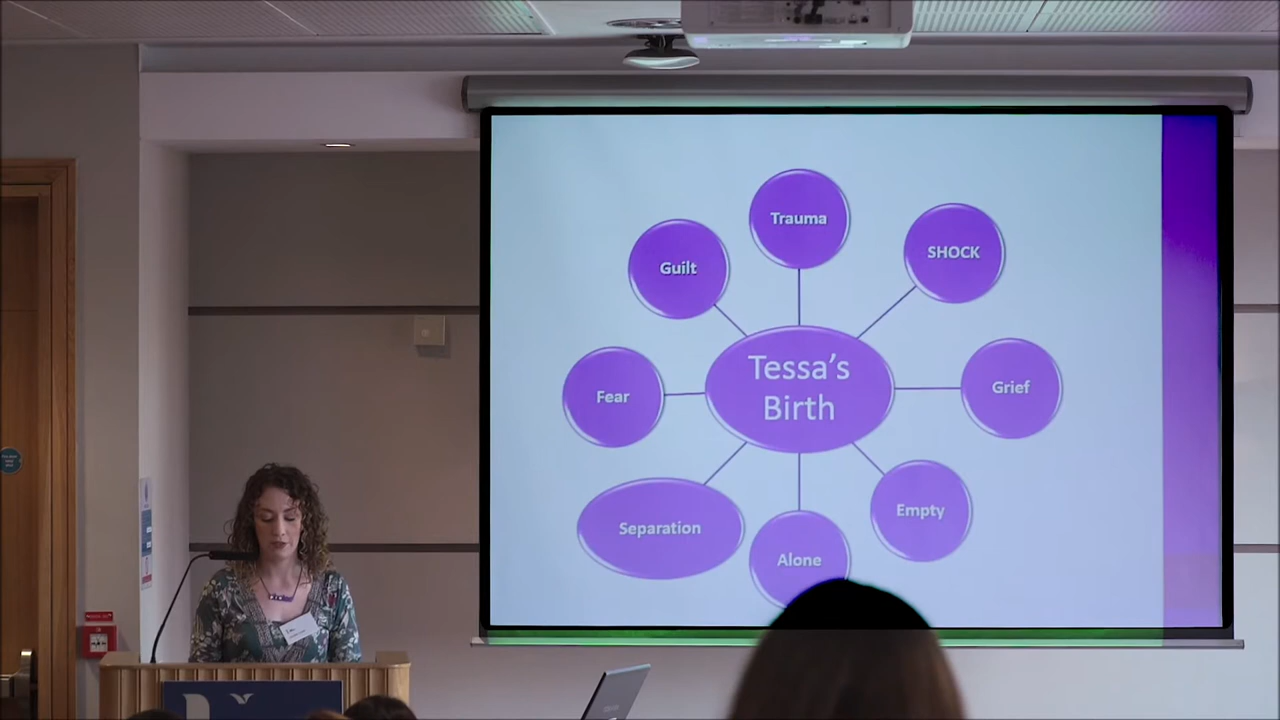 Trauma
SHOCK
Guilt
Tessa's
Birth
Grief
Fear
Empty
Separation
Alone